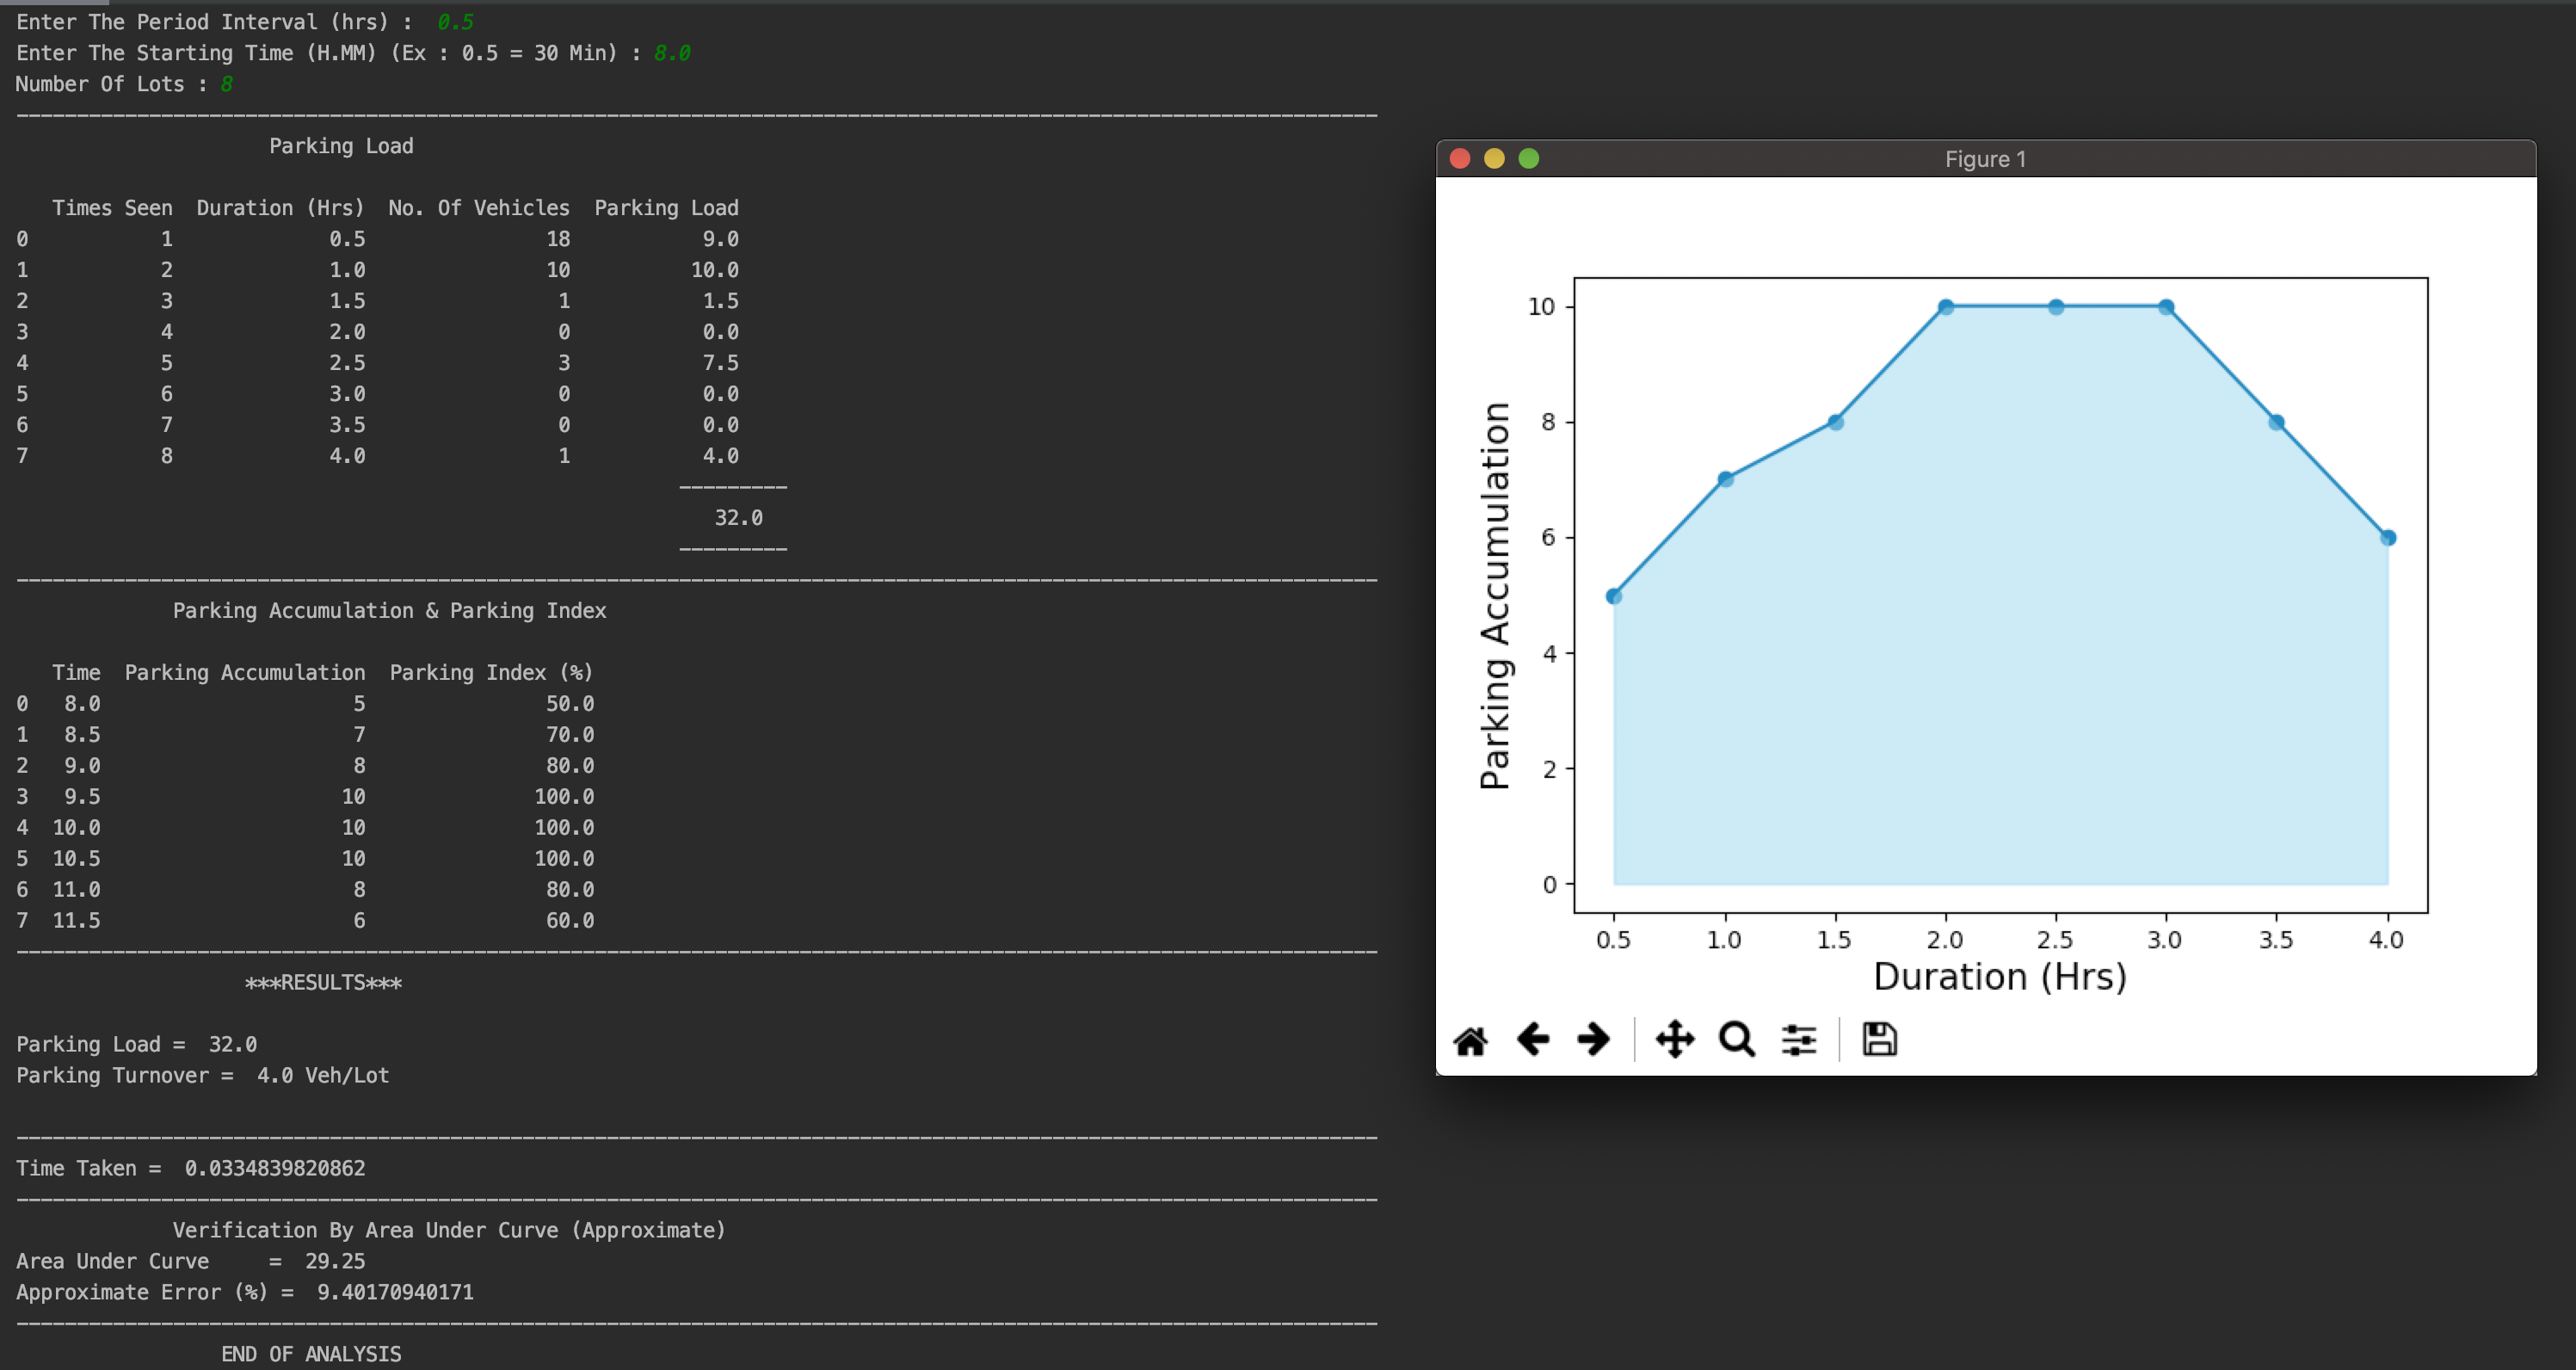 Enter The Period Interval (hrs) :  0.5
Enter The Starting Time (H.MM) (Ex : 0.5 = 30 Min) : 8.0
Number Of Lots : 8
Parking Load
Times Seen  Duration (Hrs)  No. Of Vehicles  Parking Load
0 1 0.5 18 9.0
1 2 1.0 10 10.0
2 3 1.5 1 1.5
3 4 2.0 0 0.0
4 5 2.5 3 7.5
5 6 3.0 0 0.0
6 7 3.5 0 0.0
7 8 4.0 1 4.0
32.0
Parking Accumulation & Parking Index
Time  Parking Accumulation  Parking Index (%)
0 8.0 5 50.0
1 8.5 7 70.0
2 9.0 8 80.0
3 9.5 10 100.0
4 10.0 10 100.0
5 10.5 10 100.0
6 11.0 8 80.0
7 11.5 6 60.0
***RESULTS***
Parking Load =  32.0
Parking Turnover =  4.0 Veh/Lot
Time Taken =  0.0334839820862
Verification By Area Under Curve (Approximate)
Area Under Curve     =  29.25
Approximate Error (%) =  9.40170940171
END OF ANALYSIS
Figure 1
Parking Accumulation
10
8
6
4
2
0
0.5 1.0 1.5 2.0 2.5 3.0 3.5 4.0
Duration (Hrs)